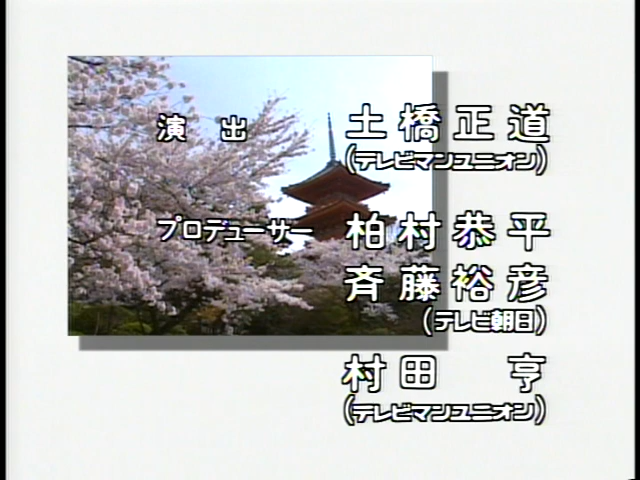 演出 土橋正道
(テレビマンユニオン)
プロデューサー 柏村恭平
斉藤裕彦
(テレビ朝日)
村田 亨
(テレビマンユニオン)